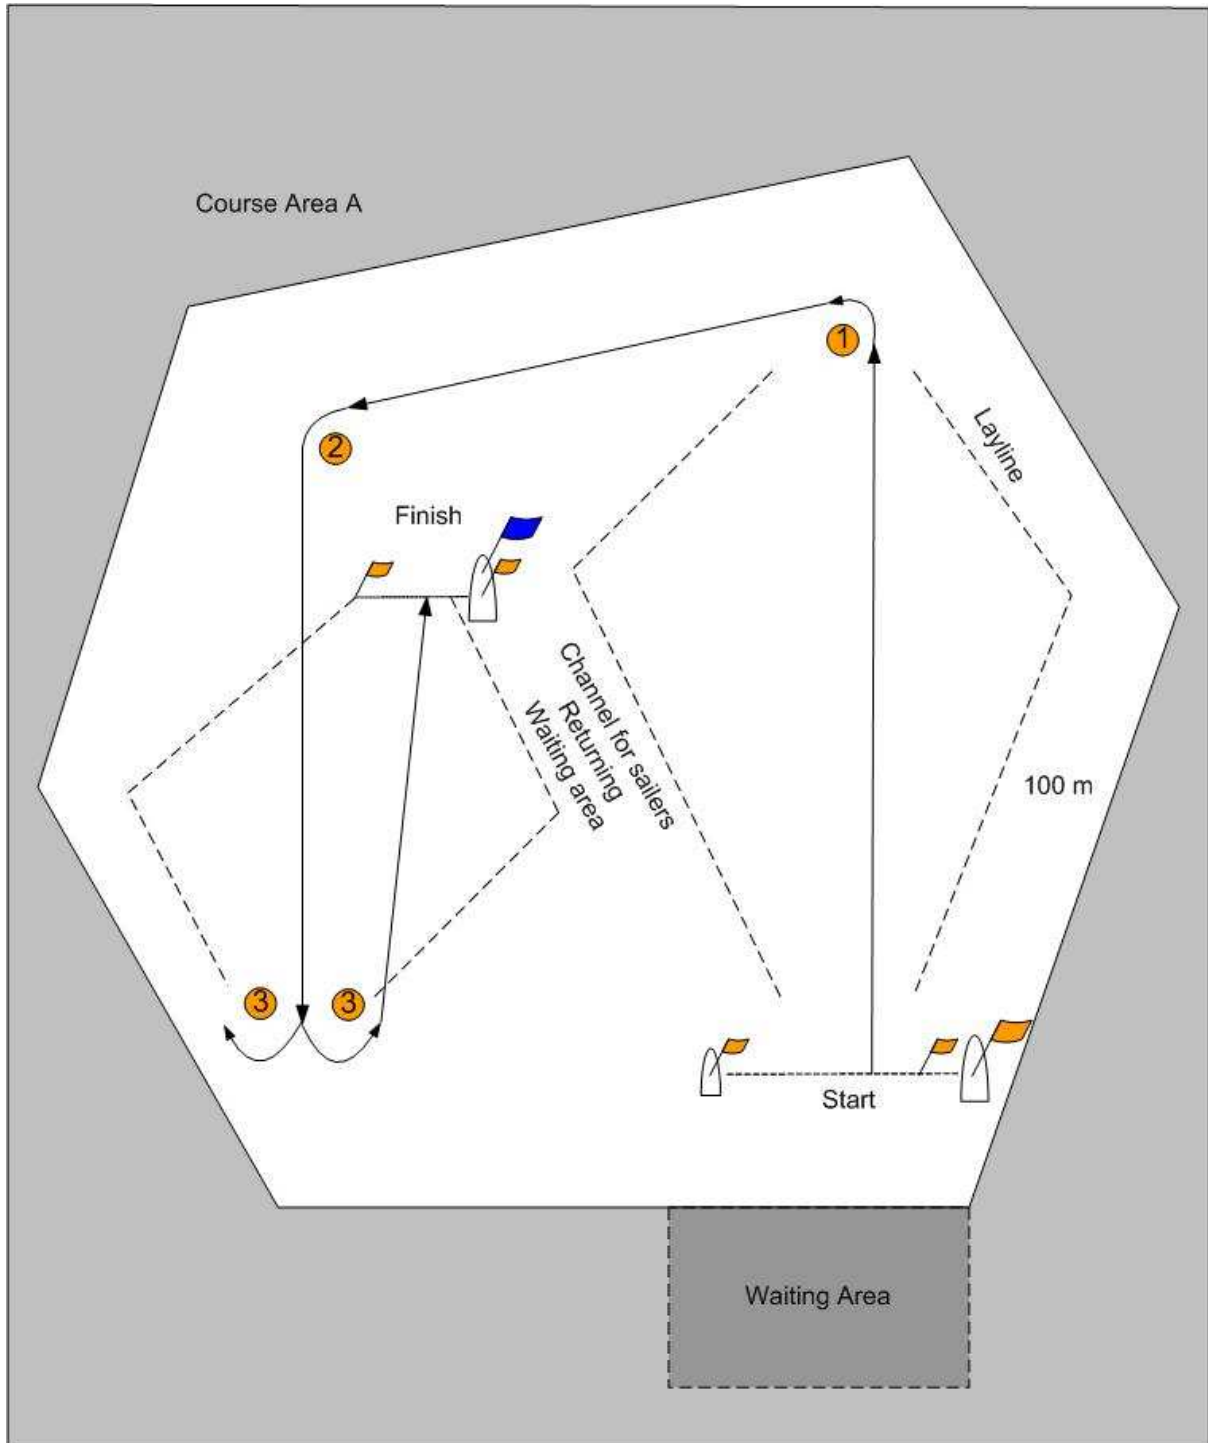 Course Area A
1
Layline
2
Finish
Channel for sailers
Returning
Waiting area
100 m
3
3
Start
Waiting Area